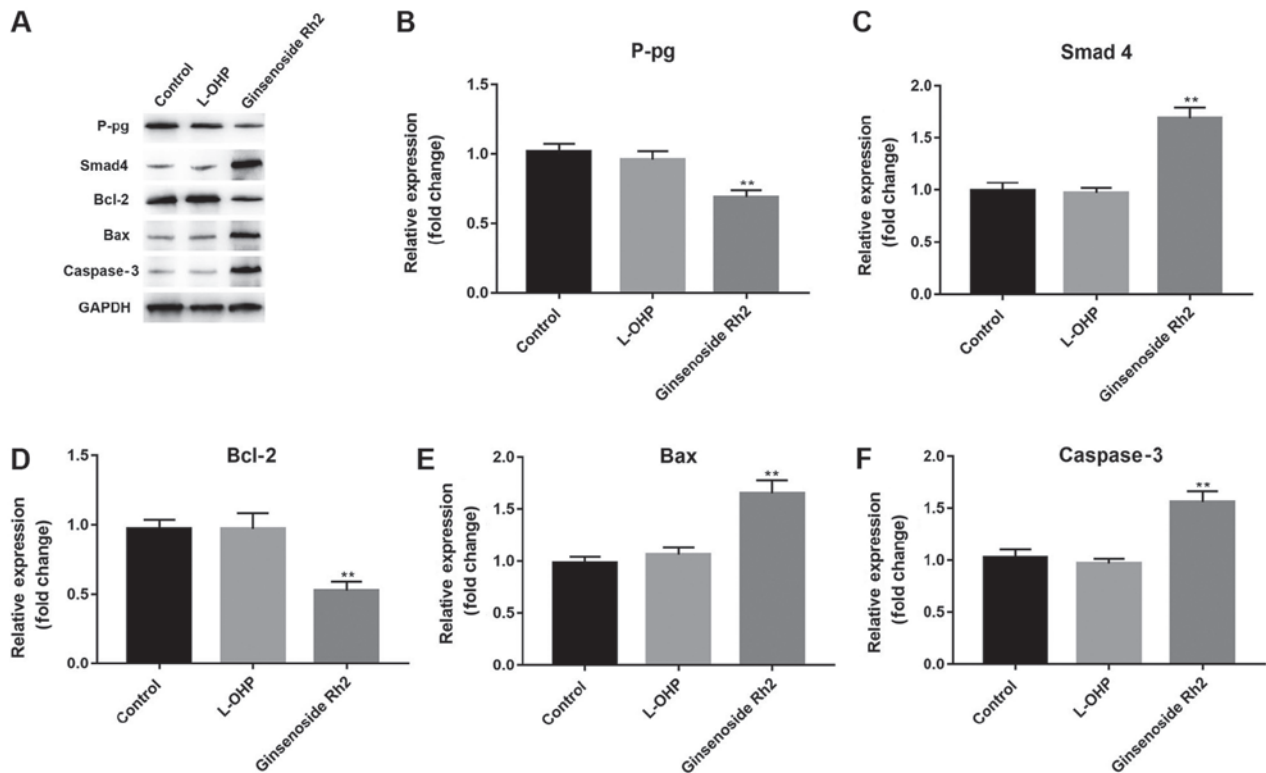 A
Control
L-OHP
Ginsenoside Rh2
P-pg
Smad4
Bcl-2
Bax
Caspase-3
GAPDH
B
P-pg
Relative expression
(fold change)
1.5
1.0
0.5
0.0
**
Control
L-OHP
Ginsenoside Rh2
C
Smad 4
Relative expression
(fold change)
2.0
1.5
1.0
0.5
0.0
**
Control
L-OHP
Ginsenoside Rh2
D
Bcl-2
Relative expression
(fold change)
1.5
1.0
0.5
0.0
**
Control
L-OHP
Ginsenoside Rh2
E
Bax
Relative expression
(fold change)
2.0
1.5
1.0
0.5
0.0
**
Control
L-OHP
Ginsenoside Rh2
F
Caspase-3
Relative expression
(fold change)
2.0
1.5
1.0
0.5
0.0
**
Control
L-OHP
Ginsenoside Rh2